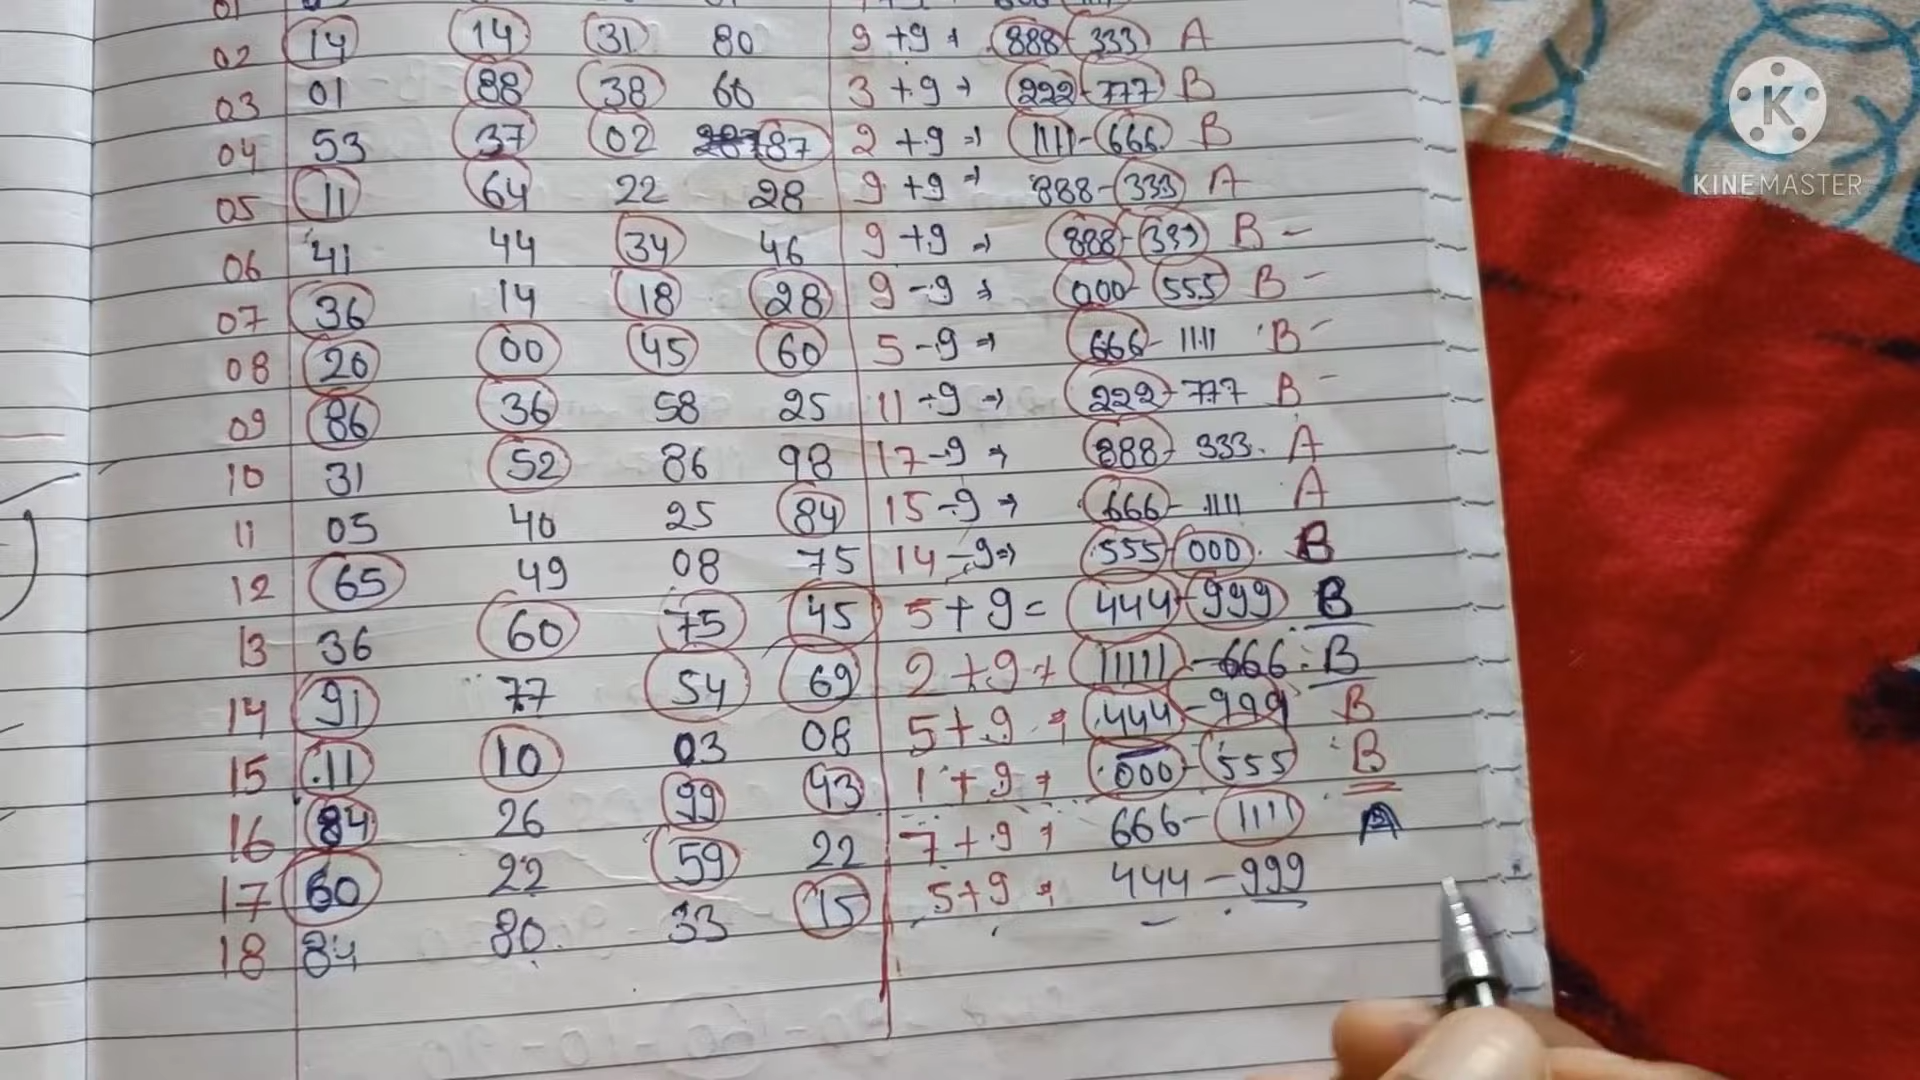 01
02 14 14 31 80 9+9→ 888-333 A
03 01 88 38 60 3+9→ 222-777 B
04 53 37 02 87 2+9→ 1111-666 B
05 11 64 22 28 9+9→ 888-333 A
06 41 44 34 46 9+9→ 888-333 B-
07 36 14 18 28 9-9→ 000-555 B-
08 20 00 45 60 5-9→ 666-1111 B-
09 86 36 58 25 11-9→ 222-777 B-
10 31 52 86 98 17-9→ 888-333. A
11 05 40 25 84 15-9→ 666-1111 A
12 65 49 08 75 14-9→ 555-000. B
13 36 60 75 45 5+9= 444-999 B
14 91 77 54 69 2+9→ 11111-666 B
15 11 10 03 08 5+9→ 444-999 B
16 84 26 99 43 1+9→ 000-555 B
17 60 22 59 22 7+9→ 666-1111 A
18 84 80 33 15 5+9→ 444-999
K
KINEMASTER